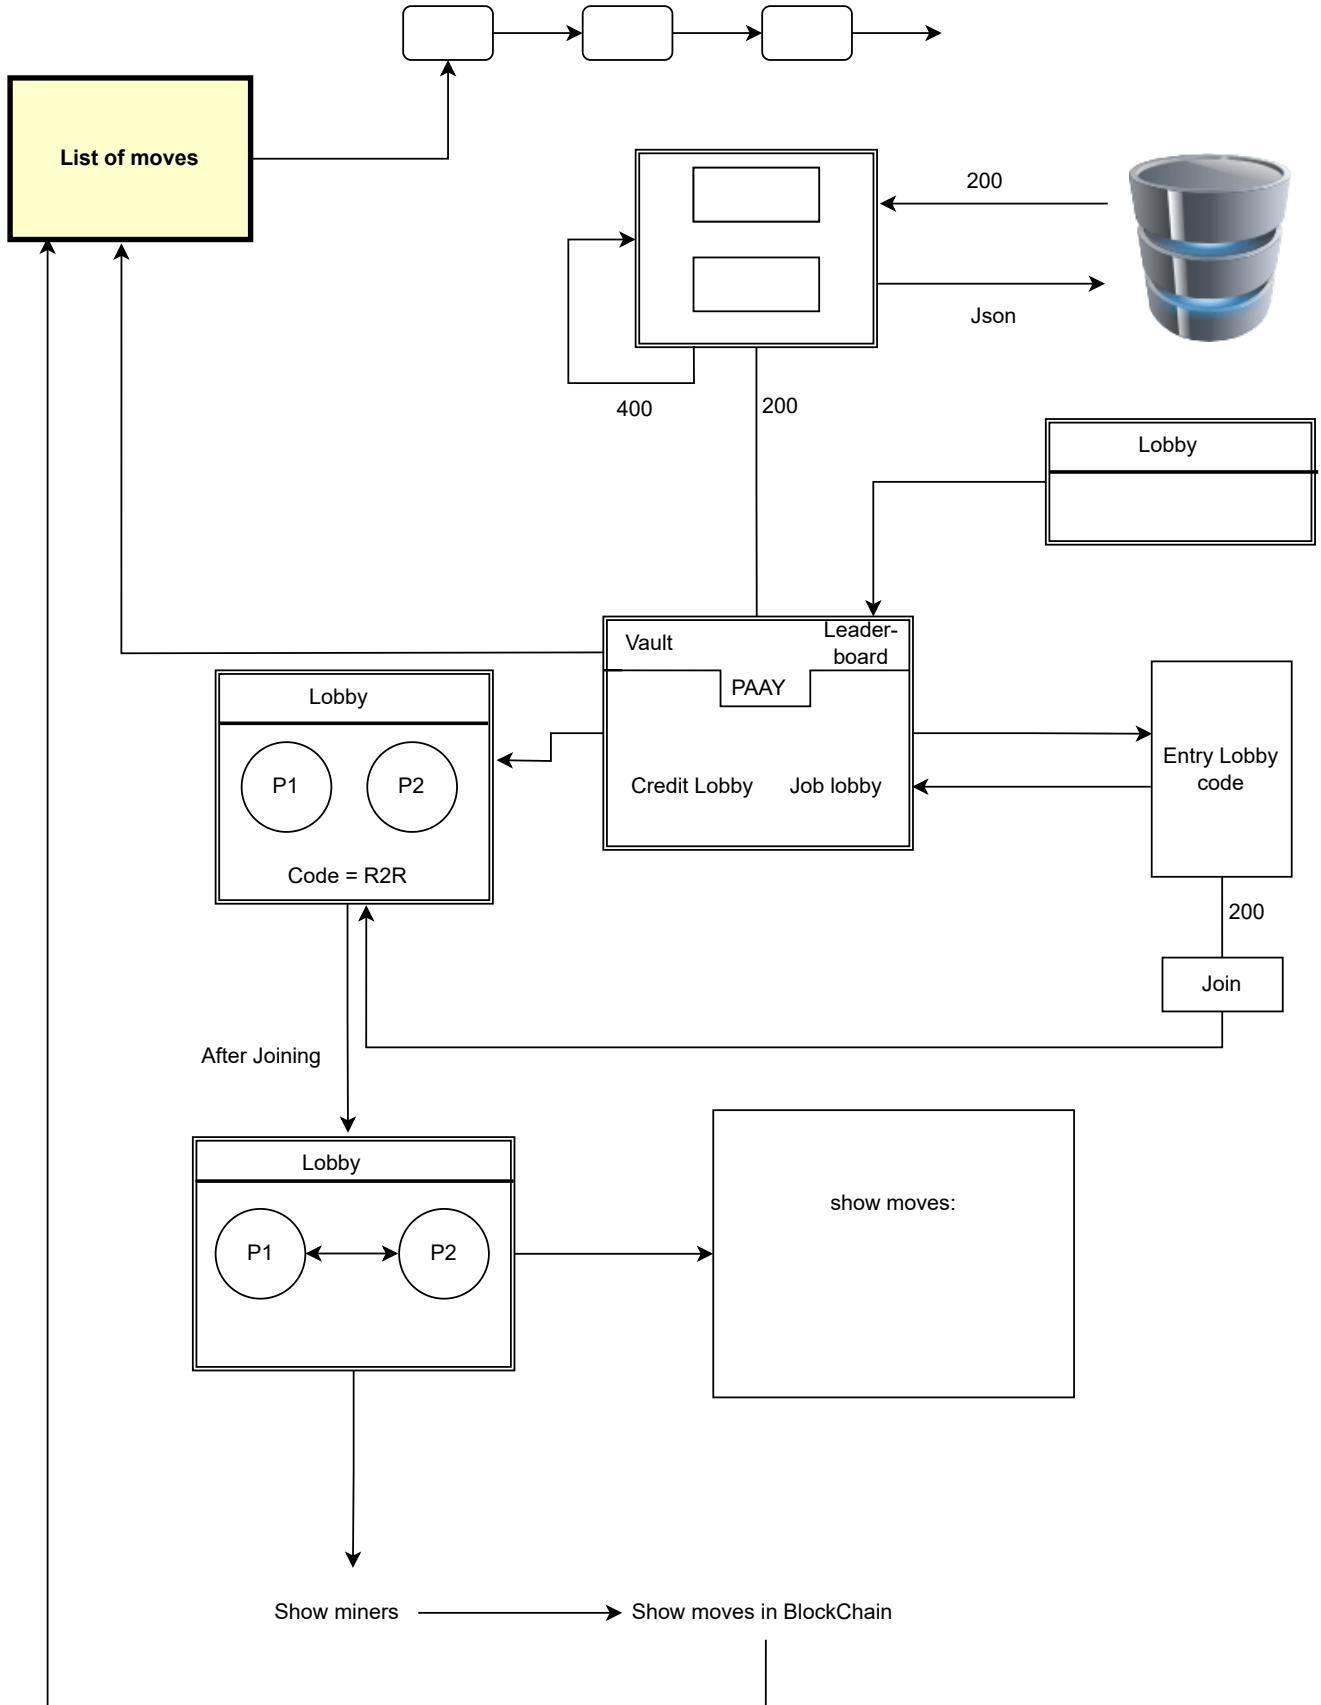 List of moves
200
Json
400
200
Lobby
Vault
Leader-
board
PAAY
Credit Lobby
Job lobby
Lobby
P1
P2
Code = R2R
Entry Lobby
code
200
Join
After Joining
Lobby
P1
P2
show moves:
Show miners
Show moves in BlockChain